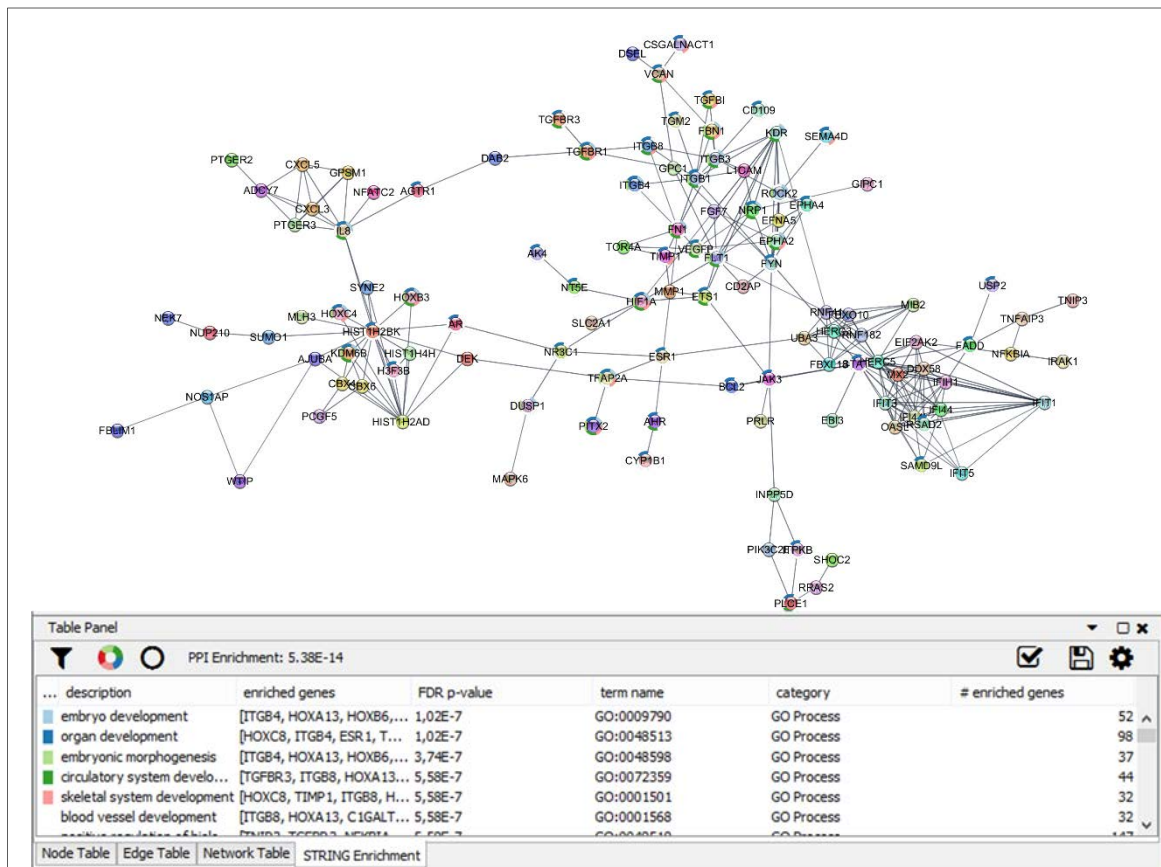 CSGALNACT1
DSEL
VCAN
TGFBI
TGM2
CD109
TGFBR3
FBN1
KDR
SEMA4D
PTGER2
CXCL5
GPSM1
DAB2
TGFBR1
ITGB8
ITGB3
GPC1
L1CAM
ADCY7
NFATC2
AGTR1
ITGB4
ITGB1
ROCK2
GIPC1
CXCL3
FGF7
NRP1
EPHA4
PTGER3
IL8
FN1
EFNA5
TOR4A
VEGFP
EPHA2
AK4
TIMP1
FLT1
FYN
SYNE2
NT5E
MMP1
CD2AP
USP2
HOXB3
HIF1A
ETS1
TNIP3
HOXC4
MIB2
NEK7
MLH3
SLC2A1
TNFAIP3
NUP210
SUMO1
HIST1H2BK
AR
UBA3
HERC3
RNF182
EIF2AK2
FADD
AJUBA
KDM6B
HIST1H4H
DEK
NR3C1
ESR1
FBXL18
HERC5
NFKBIA
IRAK1
H3F3B
TFAP2A
JAK3
DDX58
CBX4
CBX6
BCL2
MX2
IFIH1
NOS1AP
DUSP1
IFIT3
IFI44
IFIT1
PCGF5
HIST1H2AD
PITX2
AHR
PRLR
EBI3
OASL
RSAD2
FBLIM1
CYP1B1
SAMD9L
IFIT5
WTIP
MAPK6
INPP5D
ITPKB
SHOC2
RRAS2
PLCE1
Table Panel
PPI Enrichment: 5.38E-14
... description enriched genes FDR p-value term name category # enriched genes
embryo development [ITGB4, HOXA13, HOXB6,... 1,02E-7 GO:0009790 GO Process 52
organ development [HOXC8, ITGB4, ESR1, T... 1,02E-7 GO:0048513 GO Process 98
embryonic morphogenesis [ITGB4, HOXA13, HOXB6,... 3,74E-7 GO:0048598 GO Process 37
circulatory system develo... [TGFBR3, ITGB8, HOXA13... 5,58E-7 GO:0072359 GO Process 44
skeletal system development [HOXC8, TIMP1, ITGB8, H... 5,58E-7 GO:0001501 GO Process 32
blood vessel development [ITGB8, HOXA13, C1GALT... 5,58E-7 GO:0001568 GO Process 32
Node Table Edge Table Network Table STRING Enrichment